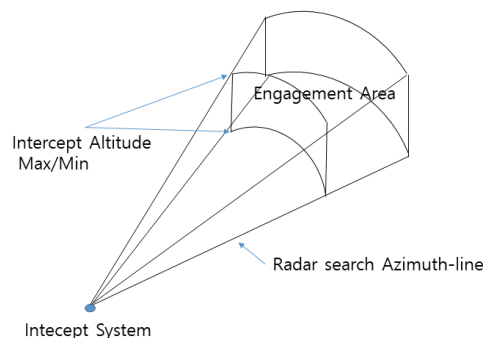 Engagement Area
Intercept Altitude
Max/Min
Radar search Azimuth-line
Intecept System